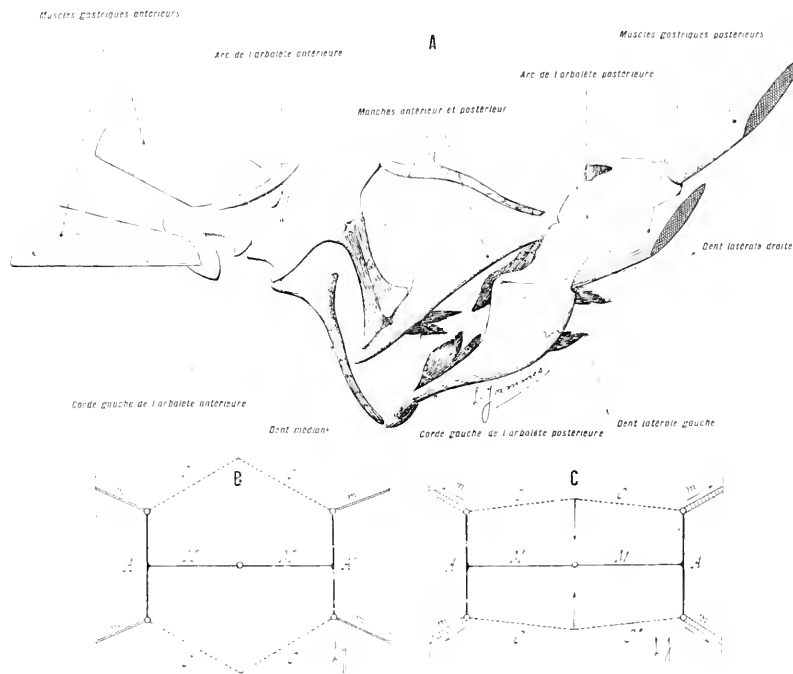 Muscles gastriques antérieurs
Arc de l'arbalète antérieure
A
Muscles gastriques postérieurs
Arc de l'arbalète postérieure
Manches antérieur et postérieur
Dent latérale droite
Corde gauche de l'arbalète antérieure
Dent médiane
Corde gauche de l'arbalète postérieure
Dent latérale gauche
B
C
m
m
m
m
A
M
M'
A'
m
m
m
m
C
C'
A
M
M
A
C
C'